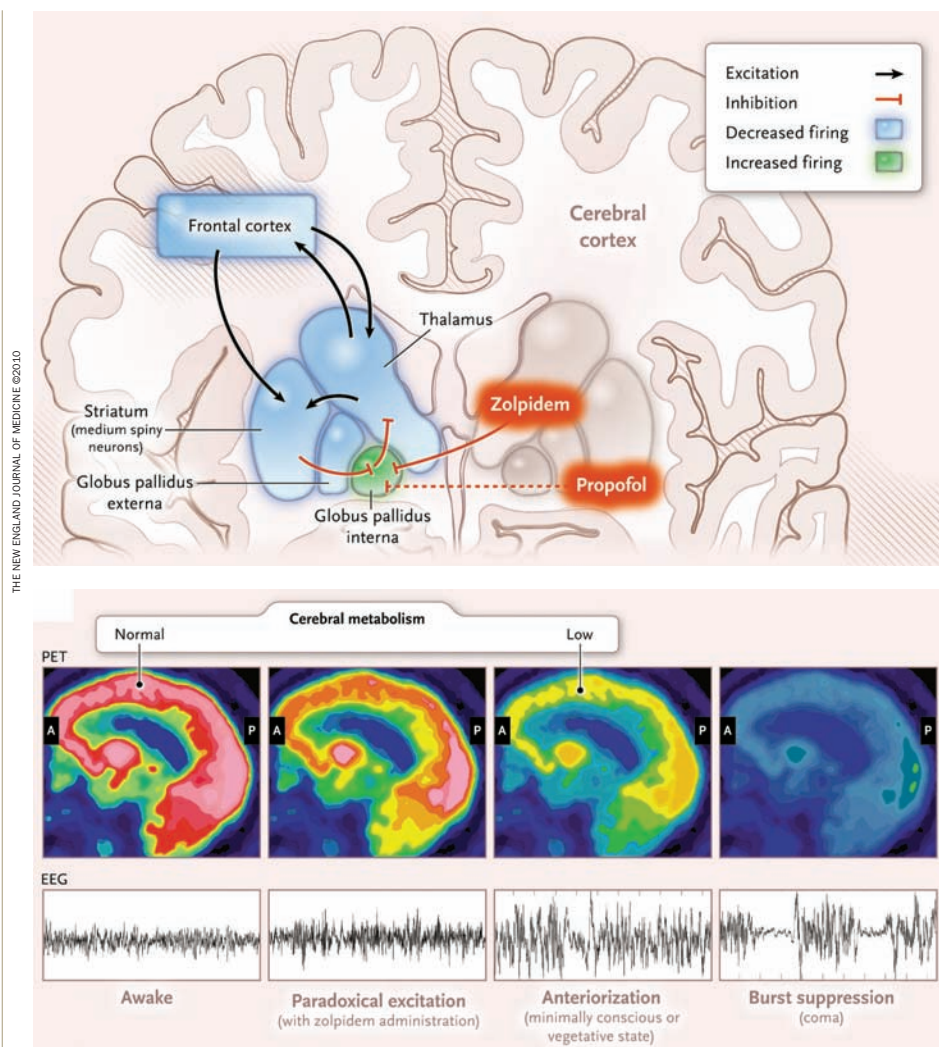 THE NEW ENGLAND JOURNAL OF MEDICINE ©2010
Excitation
Inhibition
Decreased firing
Increased firing
Cerebral
cortex
Frontal cortex
Thalamus
Zolpidem
Striatum
(medium spiny
neurons)
Globus pallidus
externa
Propofol
Globus pallidus
interna
Cerebral metabolism
Normal
Low
PET
A
P
A
P
A
P
A
P
EEG
Awake
Paradoxical excitation
(with zolpidem administration)
Anteriorization
(minimally conscious or
vegetative state)
Burst suppression
(coma)